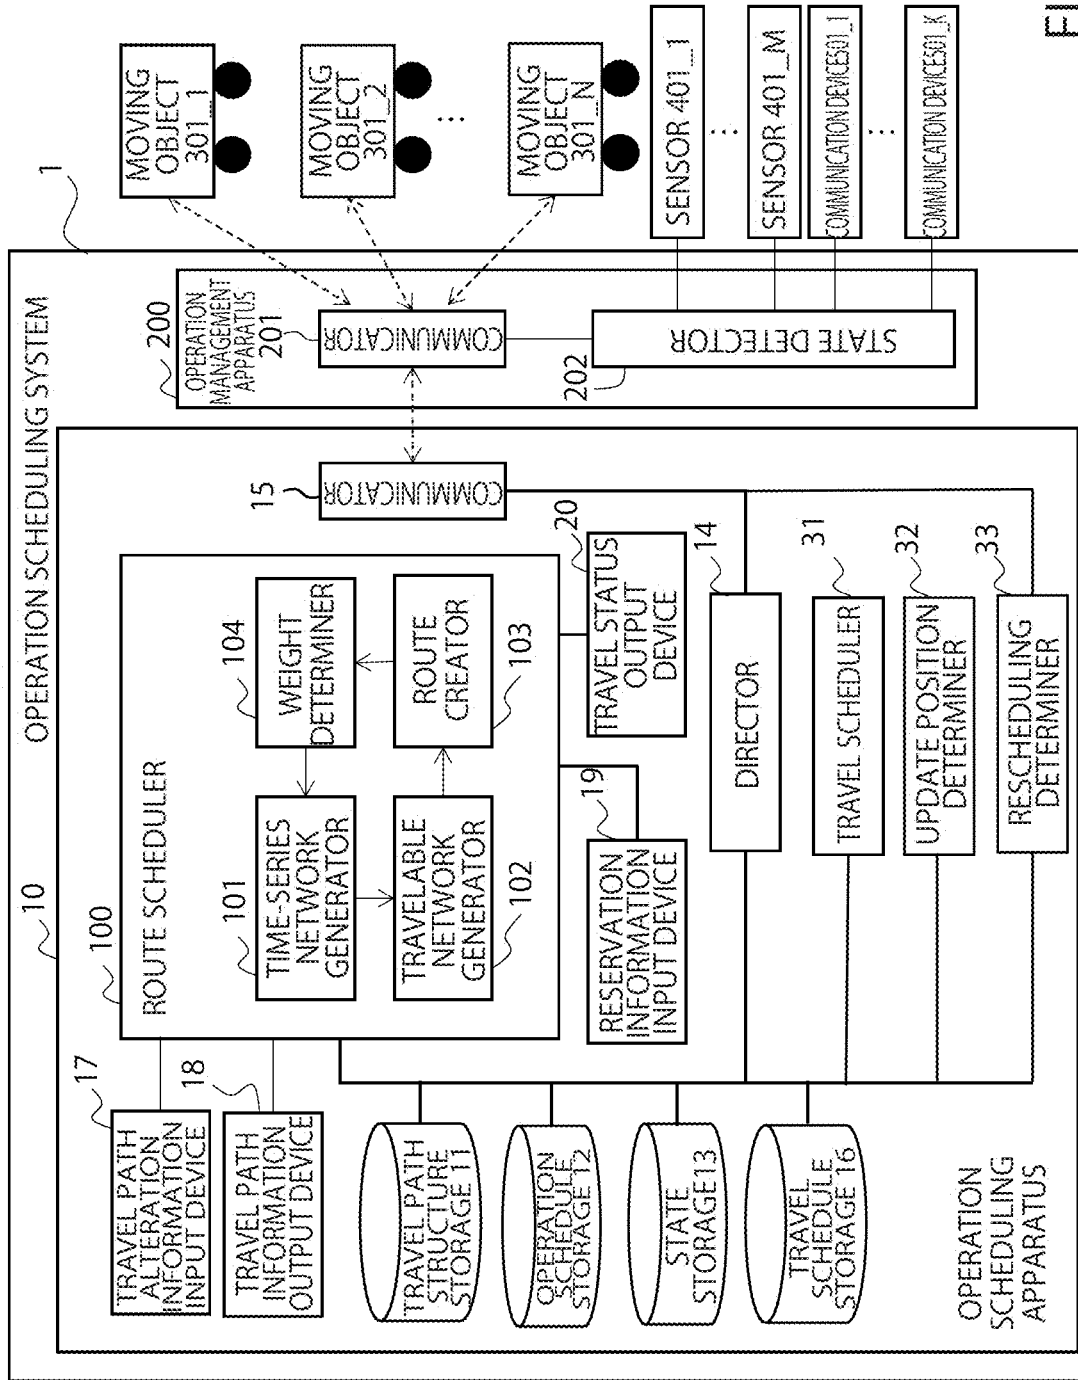 OPERATION SCHEDULING SYSTEM
1
10
100
ROUTE SCHEDULER
17
TRAVEL PATH
ALTERATION
INFORMATION
INPUT DEVICE
18
TRAVEL PATH
INFORMATION
OUTPUT DEVICE
TRAVEL PATH
STRUCTURE
STORAGE 11
OPERATION
SCHEDULE
STORAGE 12
STATE
STORAGE13
TRAVEL
SCHEDULE
STORAGE 16
OPERATION
SCHEDULING
APPARATUS
101
TIME-SERIES
NETWORK
GENERATOR
104
WEIGHT
DETERMINER
TRAVELABLE
NETWORK
GENERATOR
102
ROUTE
CREATOR
103
19
RESERVATION
INFORMATION
INPUT DEVICE
20
TRAVEL STATUS
OUTPUT
DEVICE
14
DIRECTOR
31
TRAVEL SCHEDULER
32
UPDATE POSITION
DETERMINER
33
RESCHEDULING
DETERMINER
15
COMMUNICATOR
200
OPERATION
MANAGEMENT
APPARATUS
201
COMMUNICATOR
202
STATE DETECTOR
MOVING
OBJECT
301_1
MOVING
OBJECT
301_2
...
MOVING
OBJECT
301_N
SENSOR 401_1
...
SENSOR 401_M
COMMUNICATION DEVICE501_1
...
COMMUNICATION DEVICE501_K